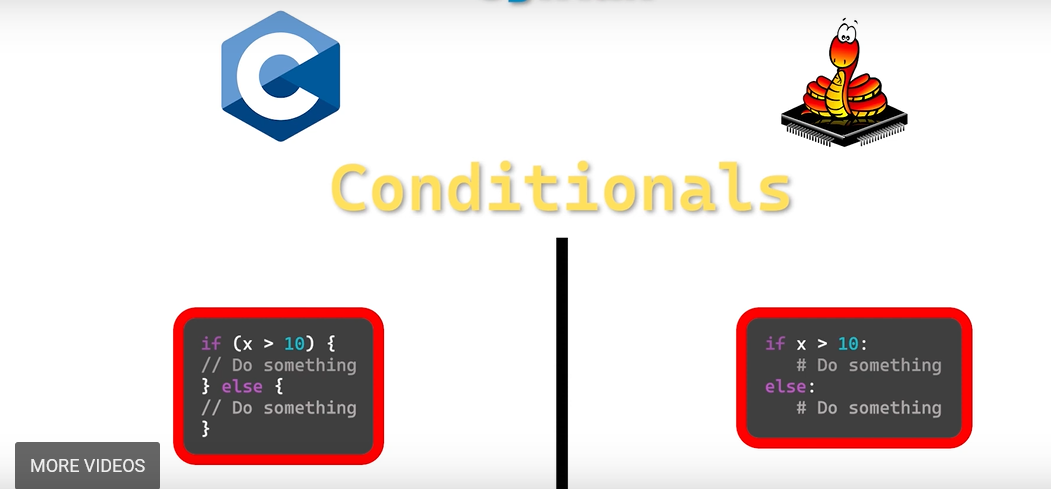 Conditionals
if (x > 10) {
// Do something
} else {
// Do something
}
if x > 10:
# Do something
else:
# Do something
MORE VIDEOS